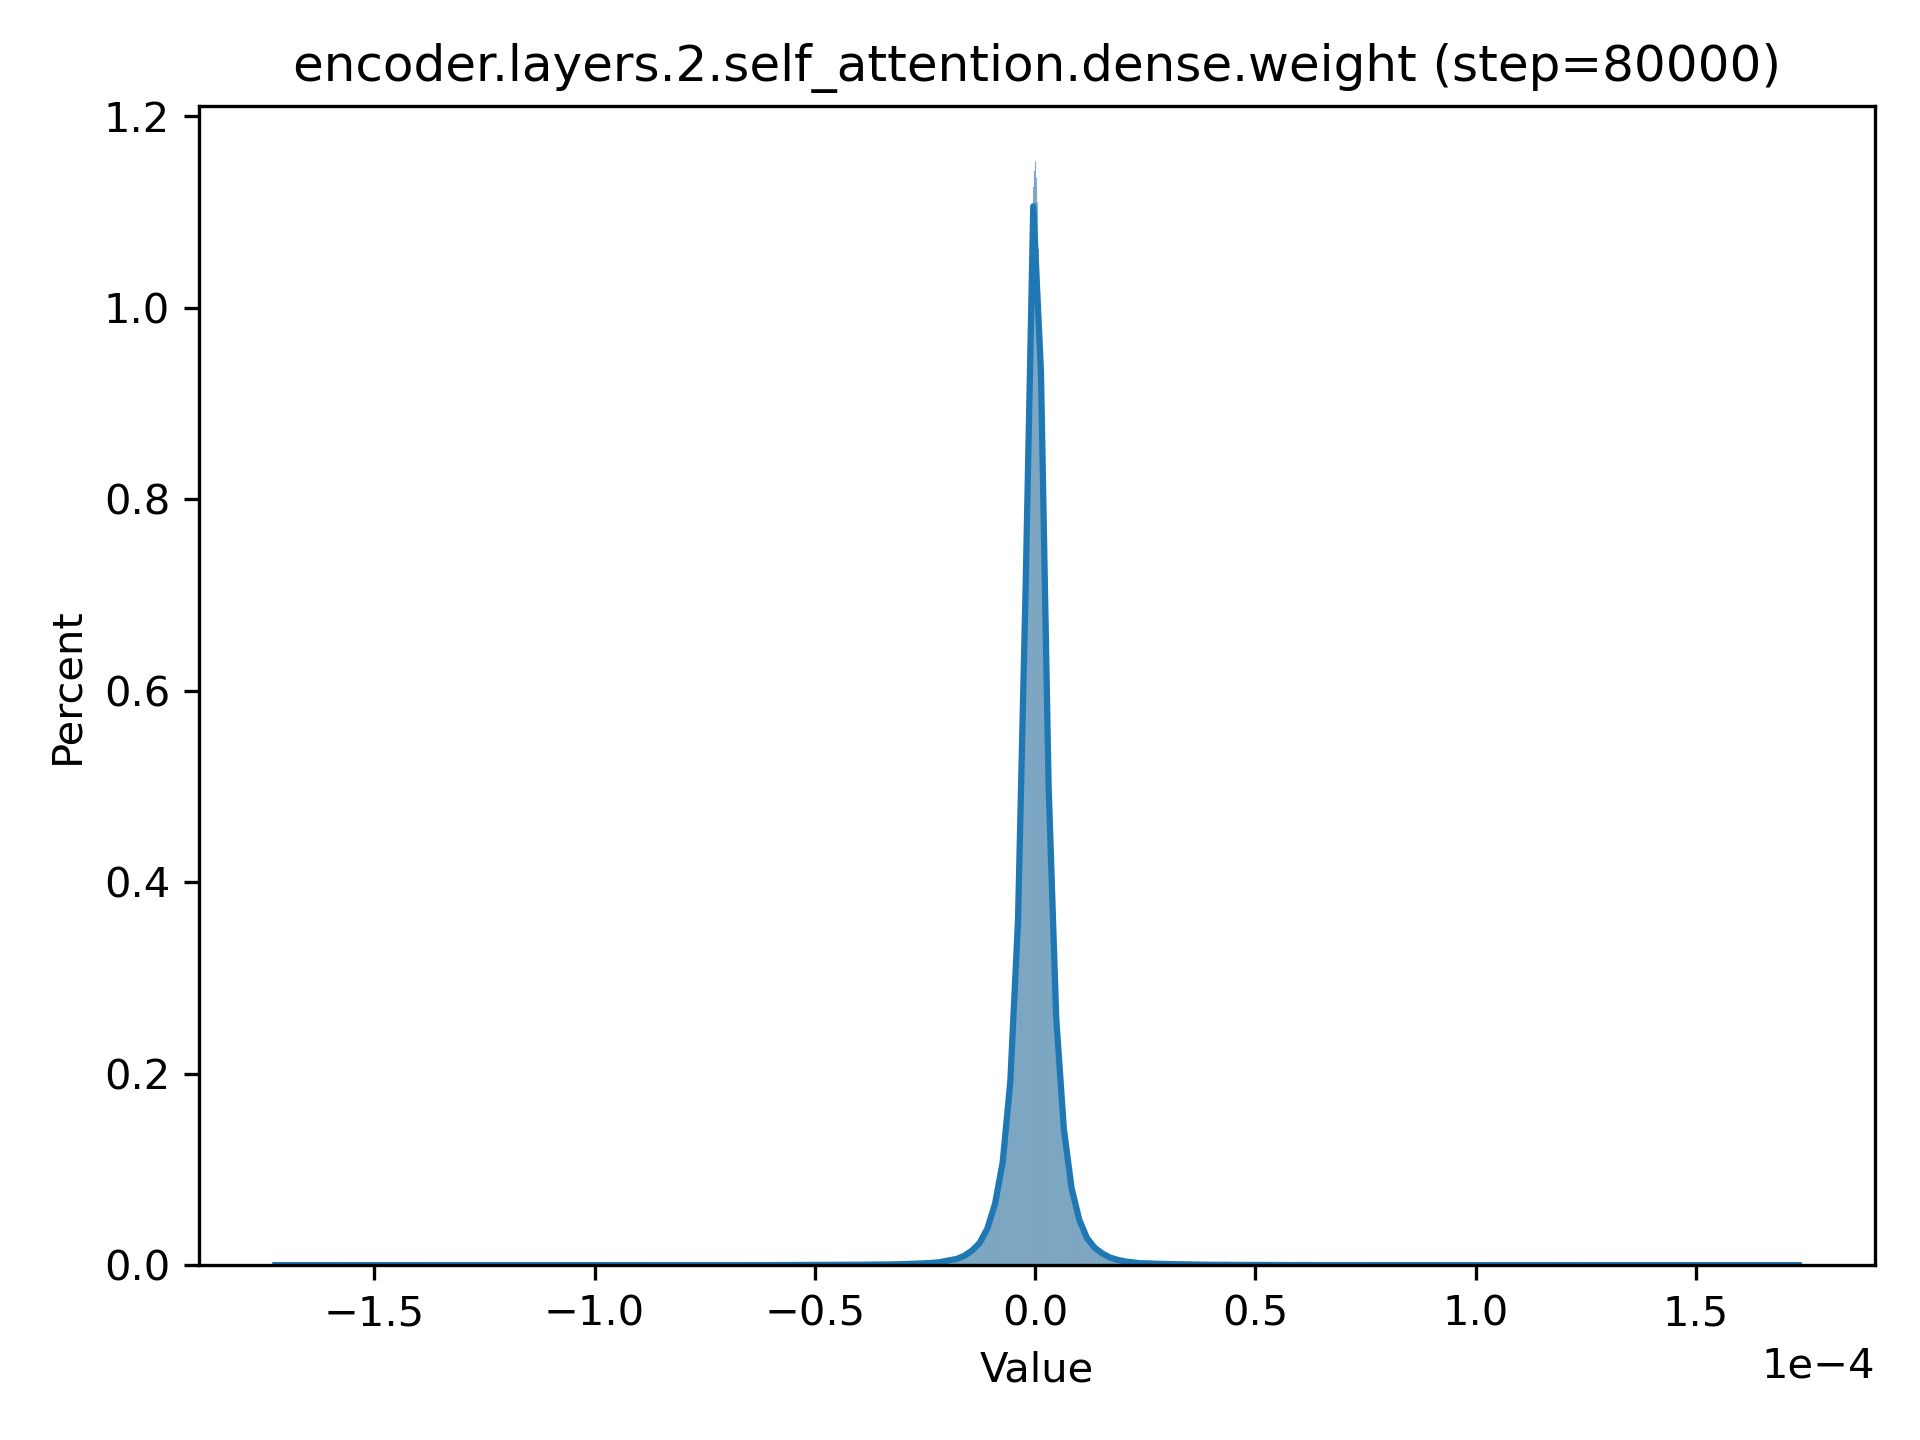 encoder.layers.2.self_attention.dense.weight (step=80000)
1.2
1.0
0.8
0.6
0.4
0.2
0.0
Percent
−1.5 −1.0 −0.5 0.0 0.5 1.0 1.5
Value
1e−4